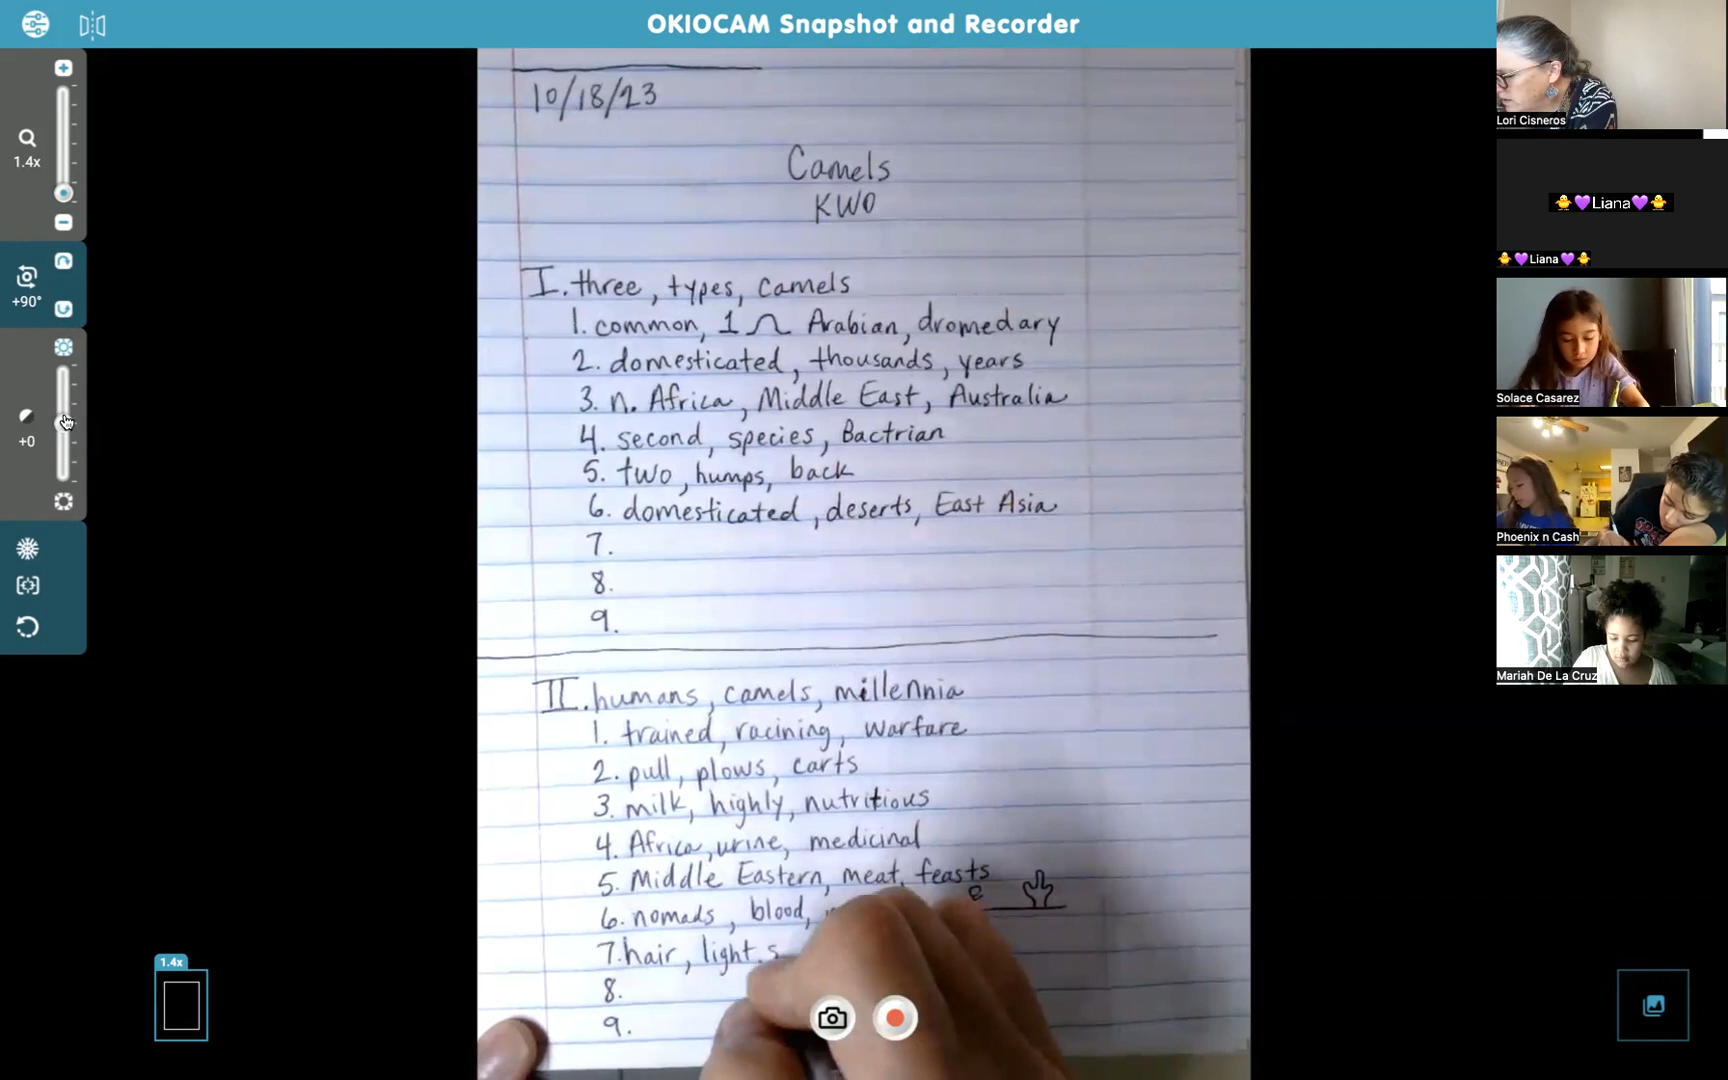 OKIOCAM Snapshot and Recorder
1.4x
+90°
+0
1.4x
10/18/23
Camels
KWO
I. three, types, camels
1. common, 1 Arabian, dromedary
2. domesticated, thousands, years
3. n. Africa, Middle East, Australia
4. second, species, Bactrian
5. two, humps, back
6. domesticated, deserts, East Asia
7.
8.
9.
II. humans, camels, millennia
1. trained, racining, warfare
2. pull, plows, carts
3. milk, highly, nutritious
4. Africa, urine, medicinal
5. Middle Eastern, meat, feasts
6. nomads, blood,
7. hair, light, s
8.
9.
Lori Cisneros
🐥💜Liana💜🐥
🐥💜Liana💜🐥
Solace Casarez
Phoenix n Cash
Mariah De La Cruz